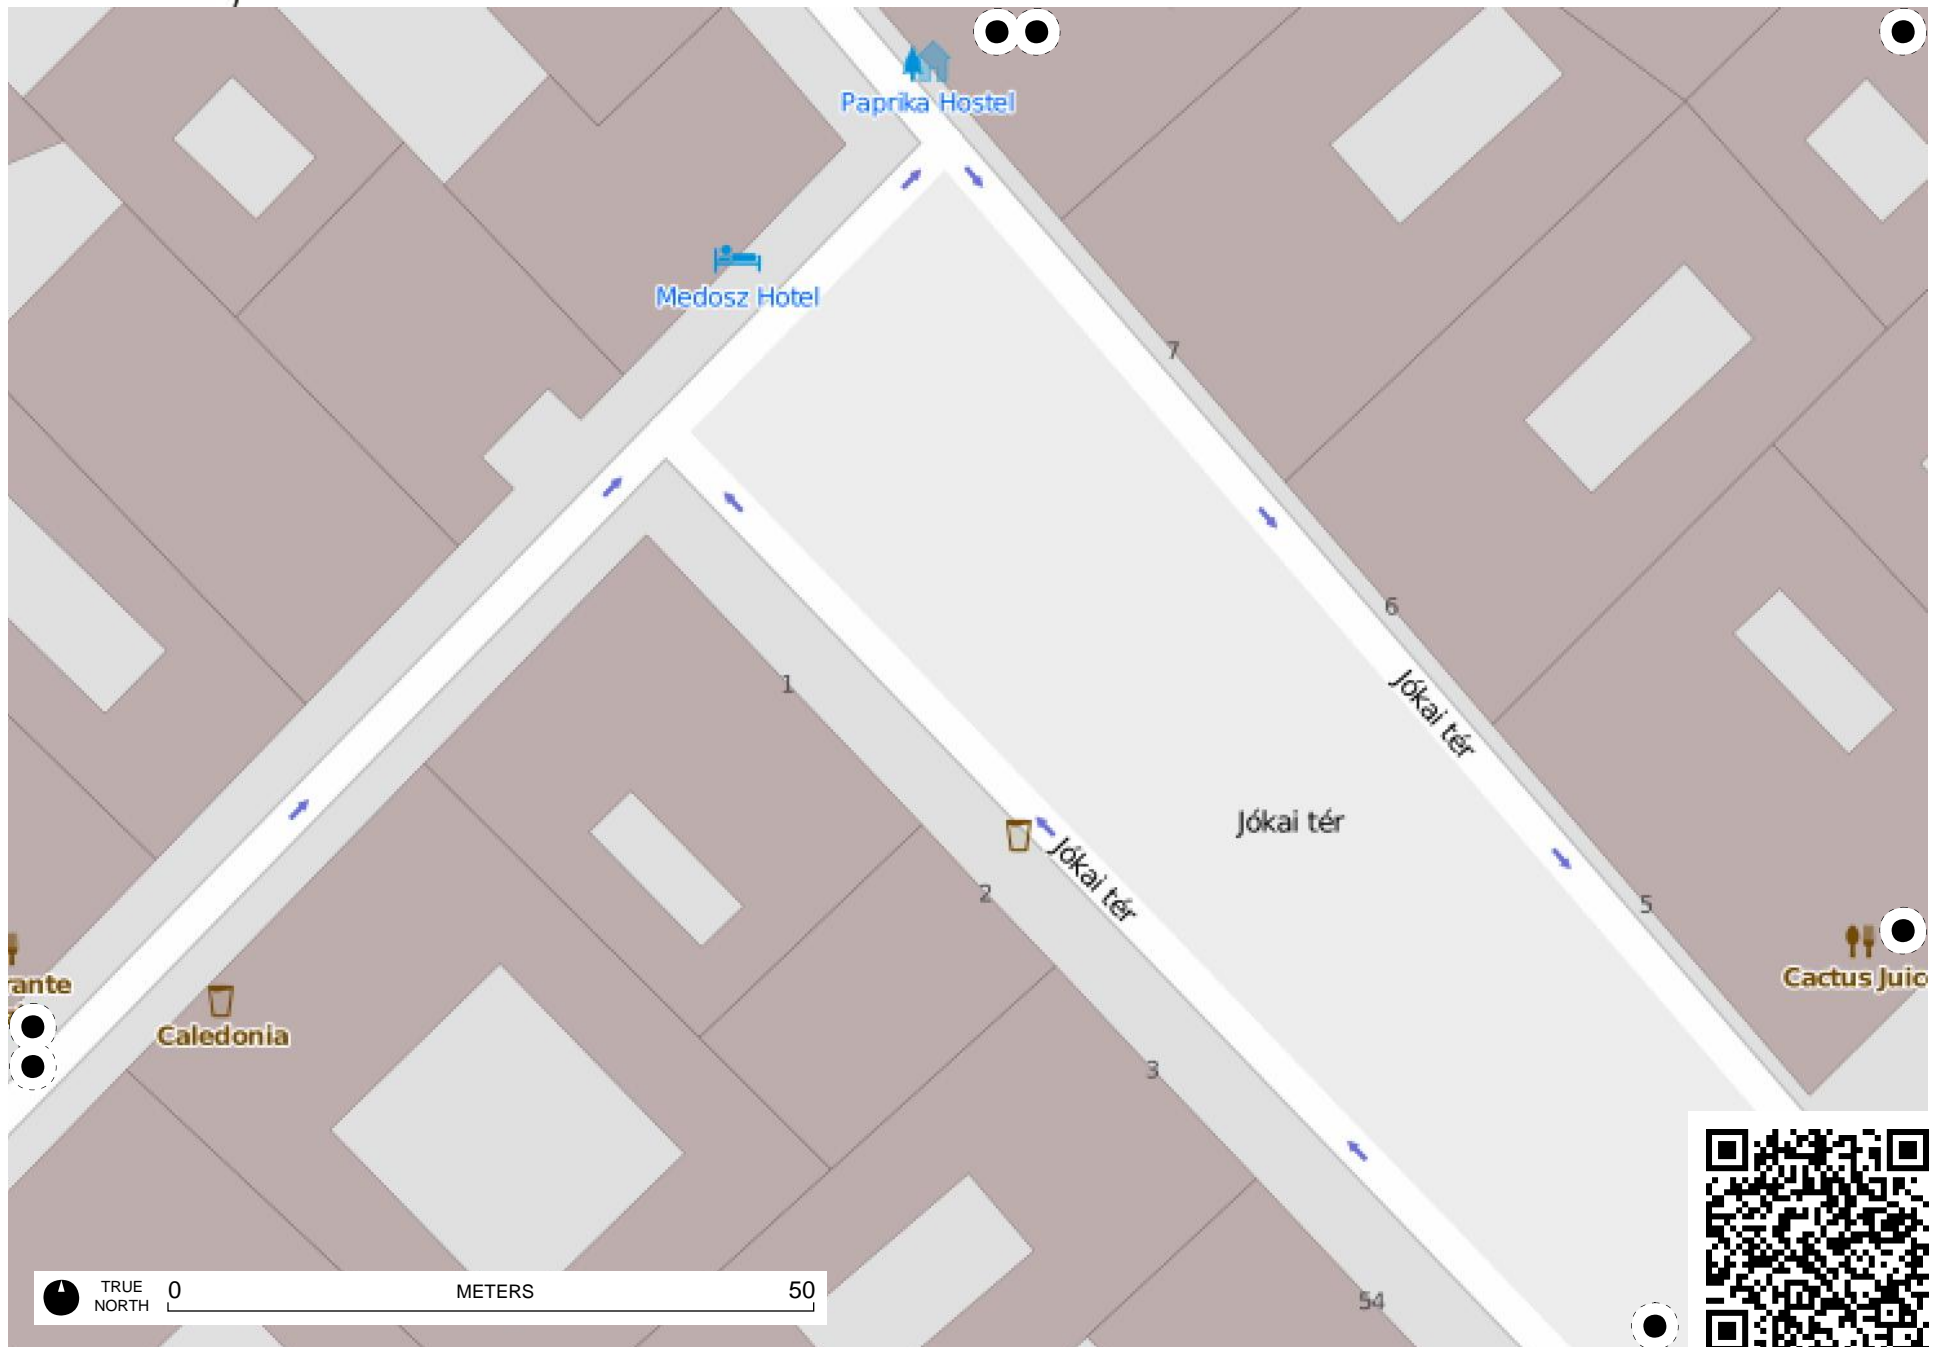 Paprika Hostel
Medosz Hotel
7
6
Jókai tér
1
Jókai tér
Jókai tér
2
5
rante
Cactus Juic
Caledonia
3
TRUE NORTH
0 METERS 50
54